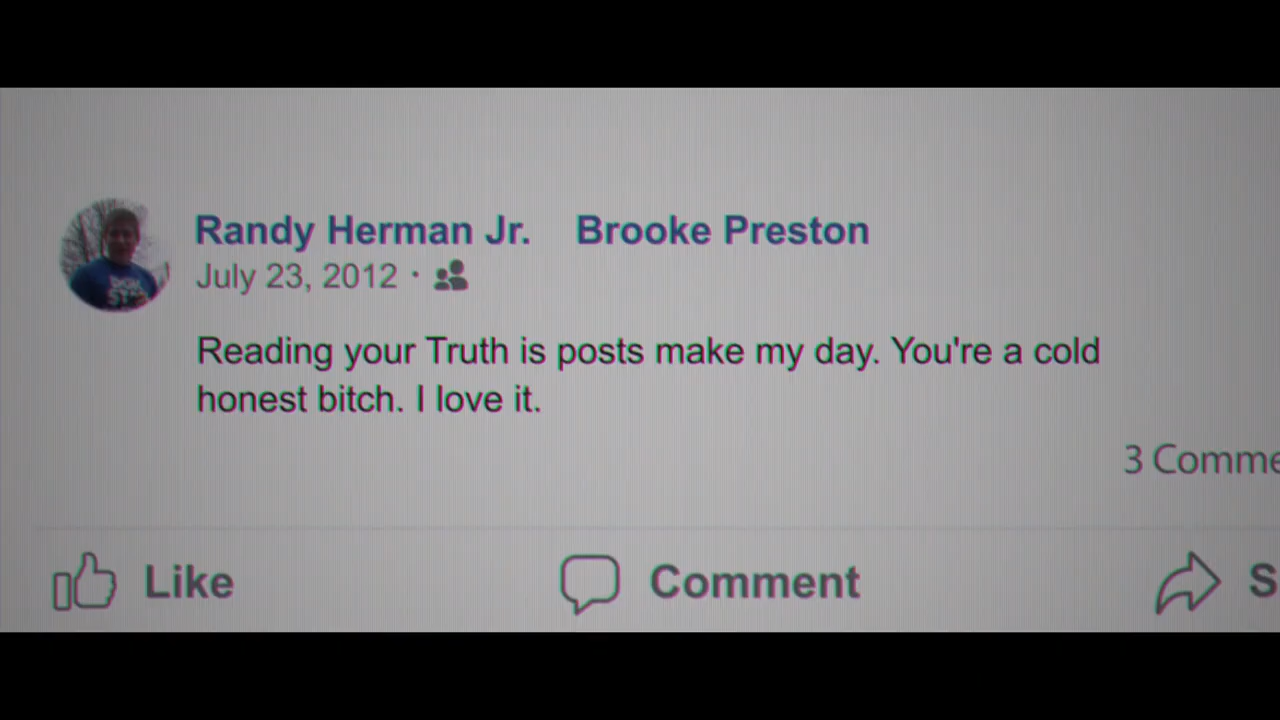 Randy Herman Jr. Brooke Preston
July 23, 2012 ·
Reading your Truth is posts make my day. You're a cold
honest bitch. I love it.
3 Comme
Like Comment S